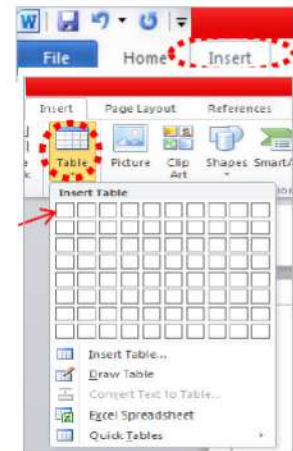 W
File Home Insert
Insert Page Layout References
Table Picture Clip Art Shapes SmartA
Insert Table
Insert Table...
Draw Table
Convert Text to Table...
Excel Spreadsheet
Quick Tables